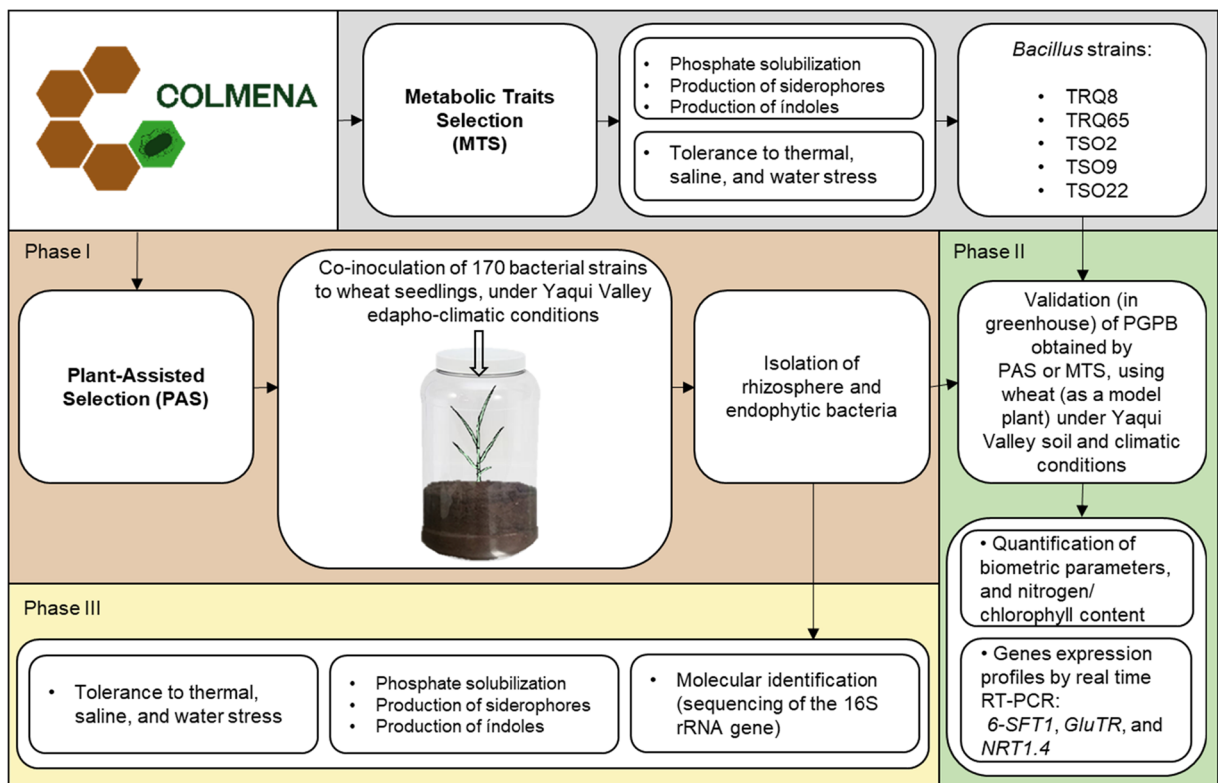 COLMENA
Metabolic Traits
Selection
(MTS)
• Phosphate solubilization
• Production of siderophores
• Production of índoles
• Tolerance to thermal,
saline, and water stress
Bacillus strains:
• TRQ8
• TRQ65
• TSO2
• TSO9
• TSO22
Phase I
Plant-Assisted
Selection (PAS)
Co-inoculation of 170 bacterial strains
to wheat seedlings, under Yaqui Valley
edapho-climatic conditions
Isolation of
rhizosphere and
endophytic bacteria
Phase II
Validation (in
greenhouse) of PGPB
obtained by
PAS or MTS, using
wheat (as a model
plant) under Yaqui
Valley soil and climatic
conditions
• Quantification of
biometric parameters,
and nitrogen/
chlorophyll content
• Genes expression
profiles by real time
RT-PCR:
6-SFT1, GluTR, and
NRT1.4
Phase III
• Tolerance to thermal,
saline, and water stress
• Phosphate solubilization
• Production of siderophores
• Production of índoles
• Molecular identification
(sequencing of the 16S
rRNA gene)